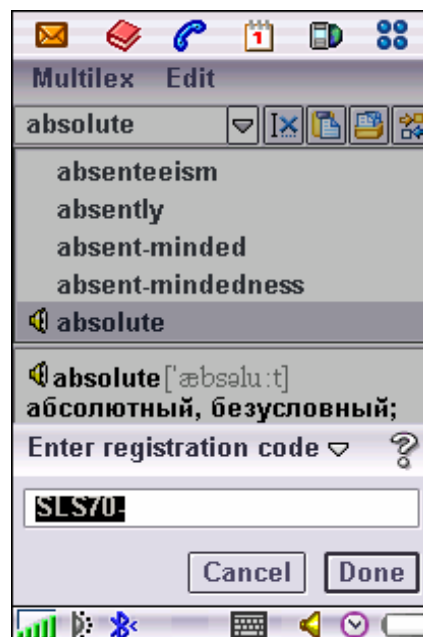 1
Multilex Edit
absolute
absenteeism
absently
absent-minded
absent-mindedness
absolute
absolute ['æbsəlu:t]
абсолютный, безусловный;
Enter registration code
SLS70-
Cancel Done